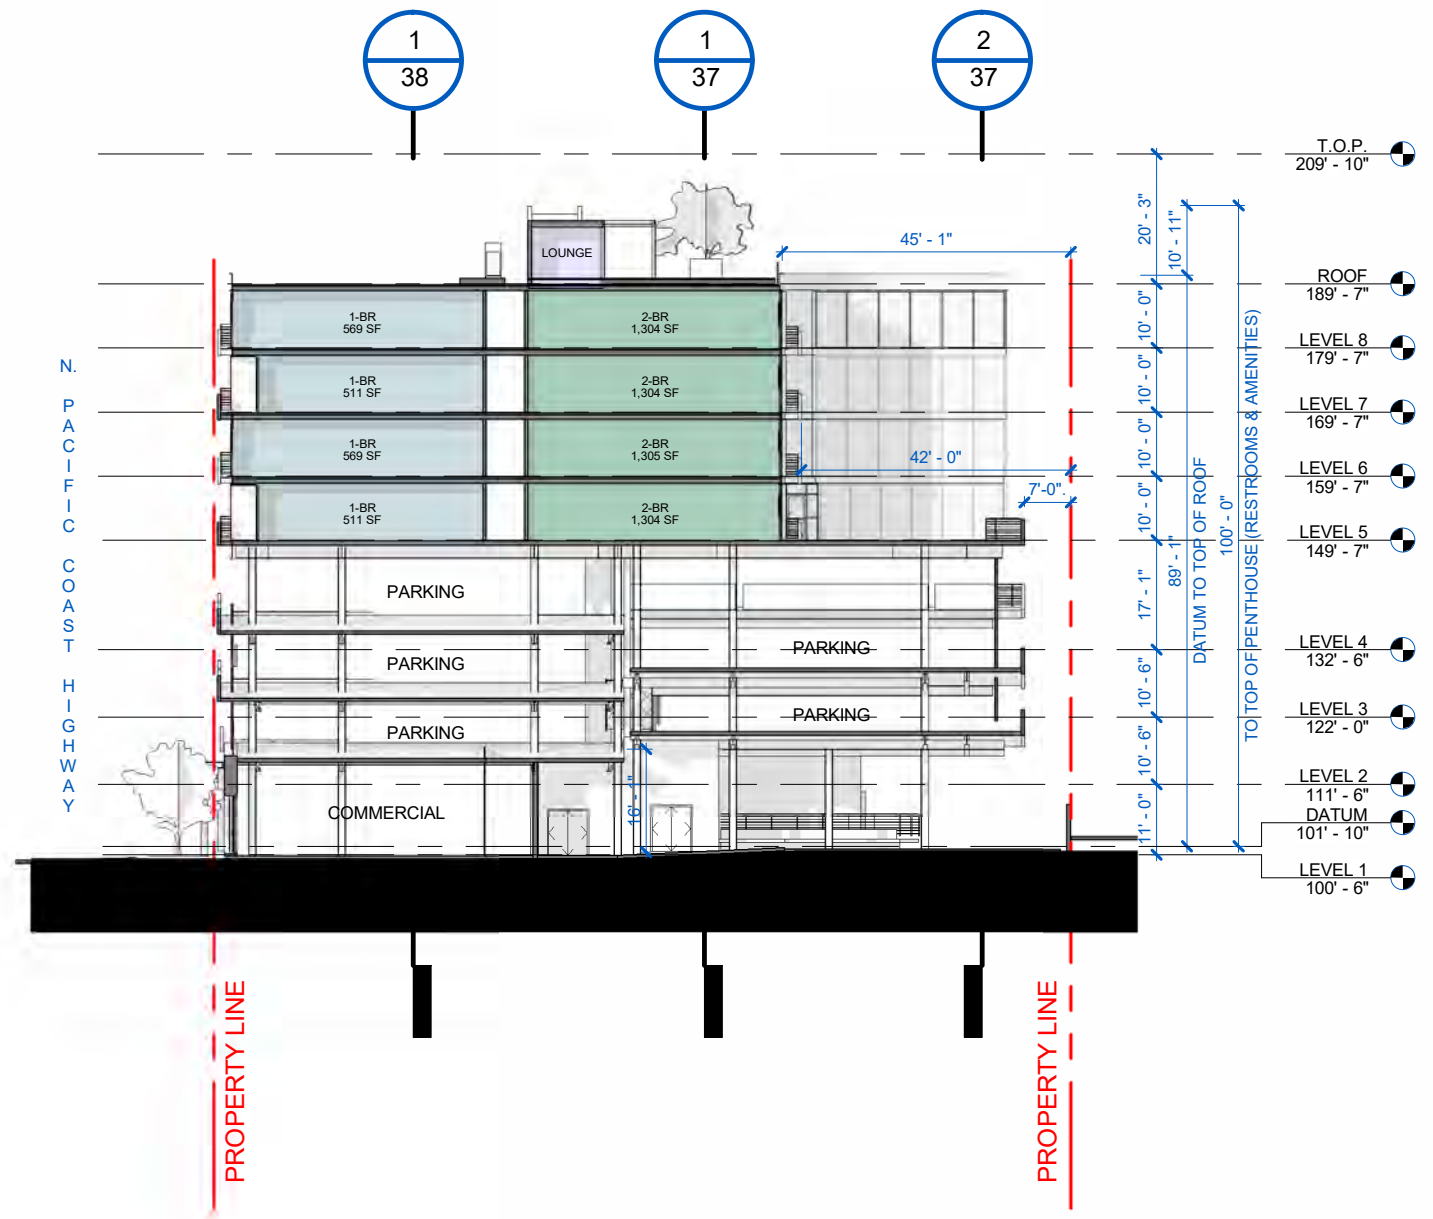 1
38
1
37
2
37
T.O.P.
209' - 10"
20' - 3"
10' - 11"
45' - 1"
LOUNGE
ROOF
189' - 7"
1-BR
569 SF
2-BR
1,304 SF
10' - 0"
LEVEL 8
179' - 7"
1-BR
511 SF
2-BR
1,304 SF
10' - 0"
LEVEL 7
169' - 7"
1-BR
569 SF
2-BR
1,305 SF
42' - 0"
10' - 0"
LEVEL 6
159' - 7"
1-BR
511 SF
2-BR
1,304 SF
7'-0".
10' - 0"
LEVEL 5
149' - 7"
N. PACIFIC COAST HIGHWAY
89' - 1"
DATUM TO TOP OF ROOF
100' - 0"
TO TOP OF PENTHOUSE (RESTROOMS & AMENITIES)
PARKING
17' - 1"
PARKING
LEVEL 4
132' - 6"
PARKING
10' - 6"
PARKING
LEVEL 3
122' - 0"
PARKING
10' - 6"
LEVEL 2
111' - 6"
COMMERCIAL
16' - 1"
11' - 0"
DATUM
101' - 10"
LEVEL 1
100' - 6"
PROPERTY LINE
PROPERTY LINE